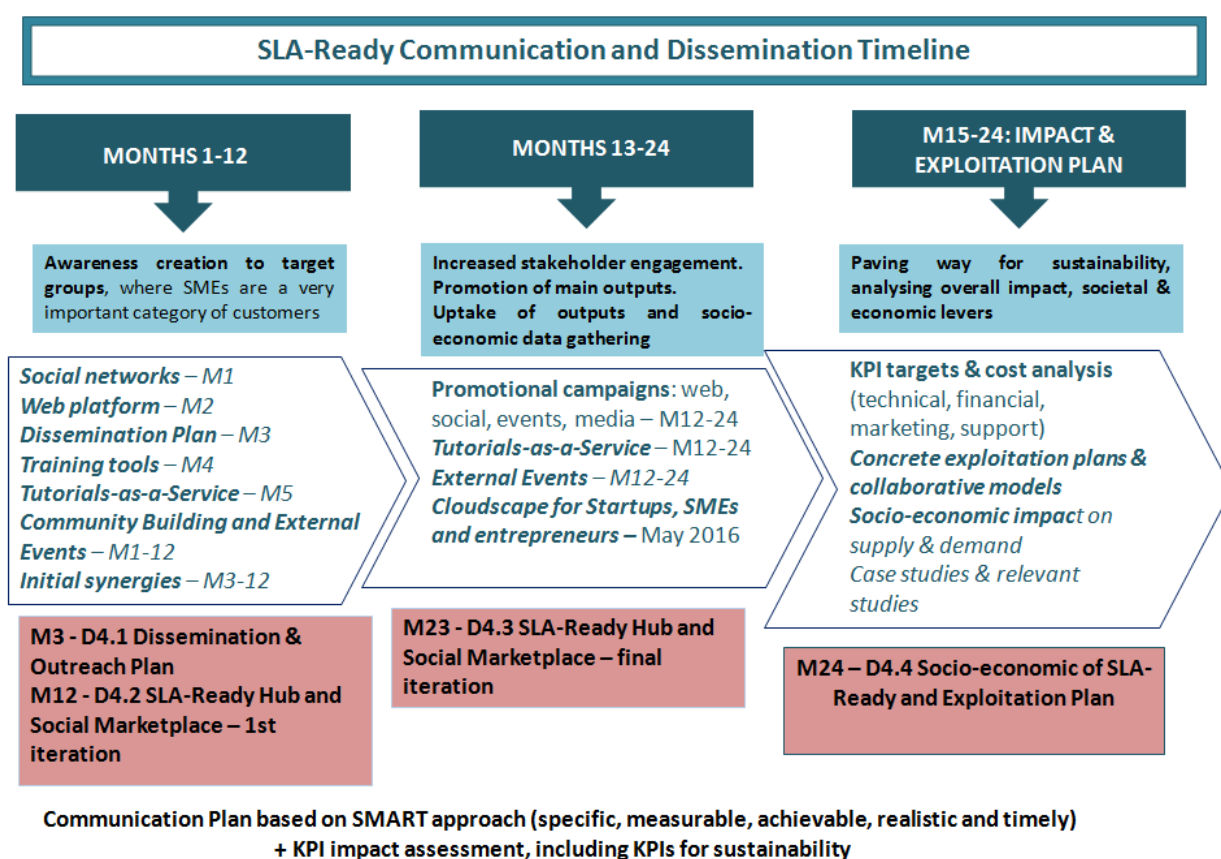 SLA-Ready Communication and Dissemination Timeline
MONTHS 1-12
Awareness creation to target
groups, where SMEs are a very
important category of customers
Social networks – M1
Web platform – M2
Dissemination Plan – M3
Training tools – M4
Tutorials-as-a-Service – M5
Community Building and External
Events – M1-12
Initial synergies – M3-12
M3 - D4.1 Dissemination &
Outreach Plan
M12 - D4.2 SLA-Ready Hub and
Social Marketplace – 1st
iteration
MONTHS 13-24
Increased stakeholder engagement.
Promotion of main outputs.
Uptake of outputs and socio-
economic data gathering
Promotional campaigns: web,
social, events, media – M12-24
Tutorials-as-a-Service – M12-24
External Events – M12-24
Cloudscape for Startups, SMEs
and entrepreneurs – May 2016
M23 - D4.3 SLA-Ready Hub and
Social Marketplace – final
iteration
M15-24: IMPACT &
EXPLOITATION PLAN
Paving way for sustainability,
analysing overall impact, societal &
economic levers
KPI targets & cost analysis
(technical, financial,
marketing, support)
Concrete exploitation plans &
collaborative models
Socio-economic impact on
supply & demand
Case studies & relevant
studies
M24 – D4.4 Socio-economic of SLA-
Ready and Exploitation Plan
Communication Plan based on SMART approach (specific, measurable, achievable, realistic and timely)
+ KPI impact assessment, including KPIs for sustainability